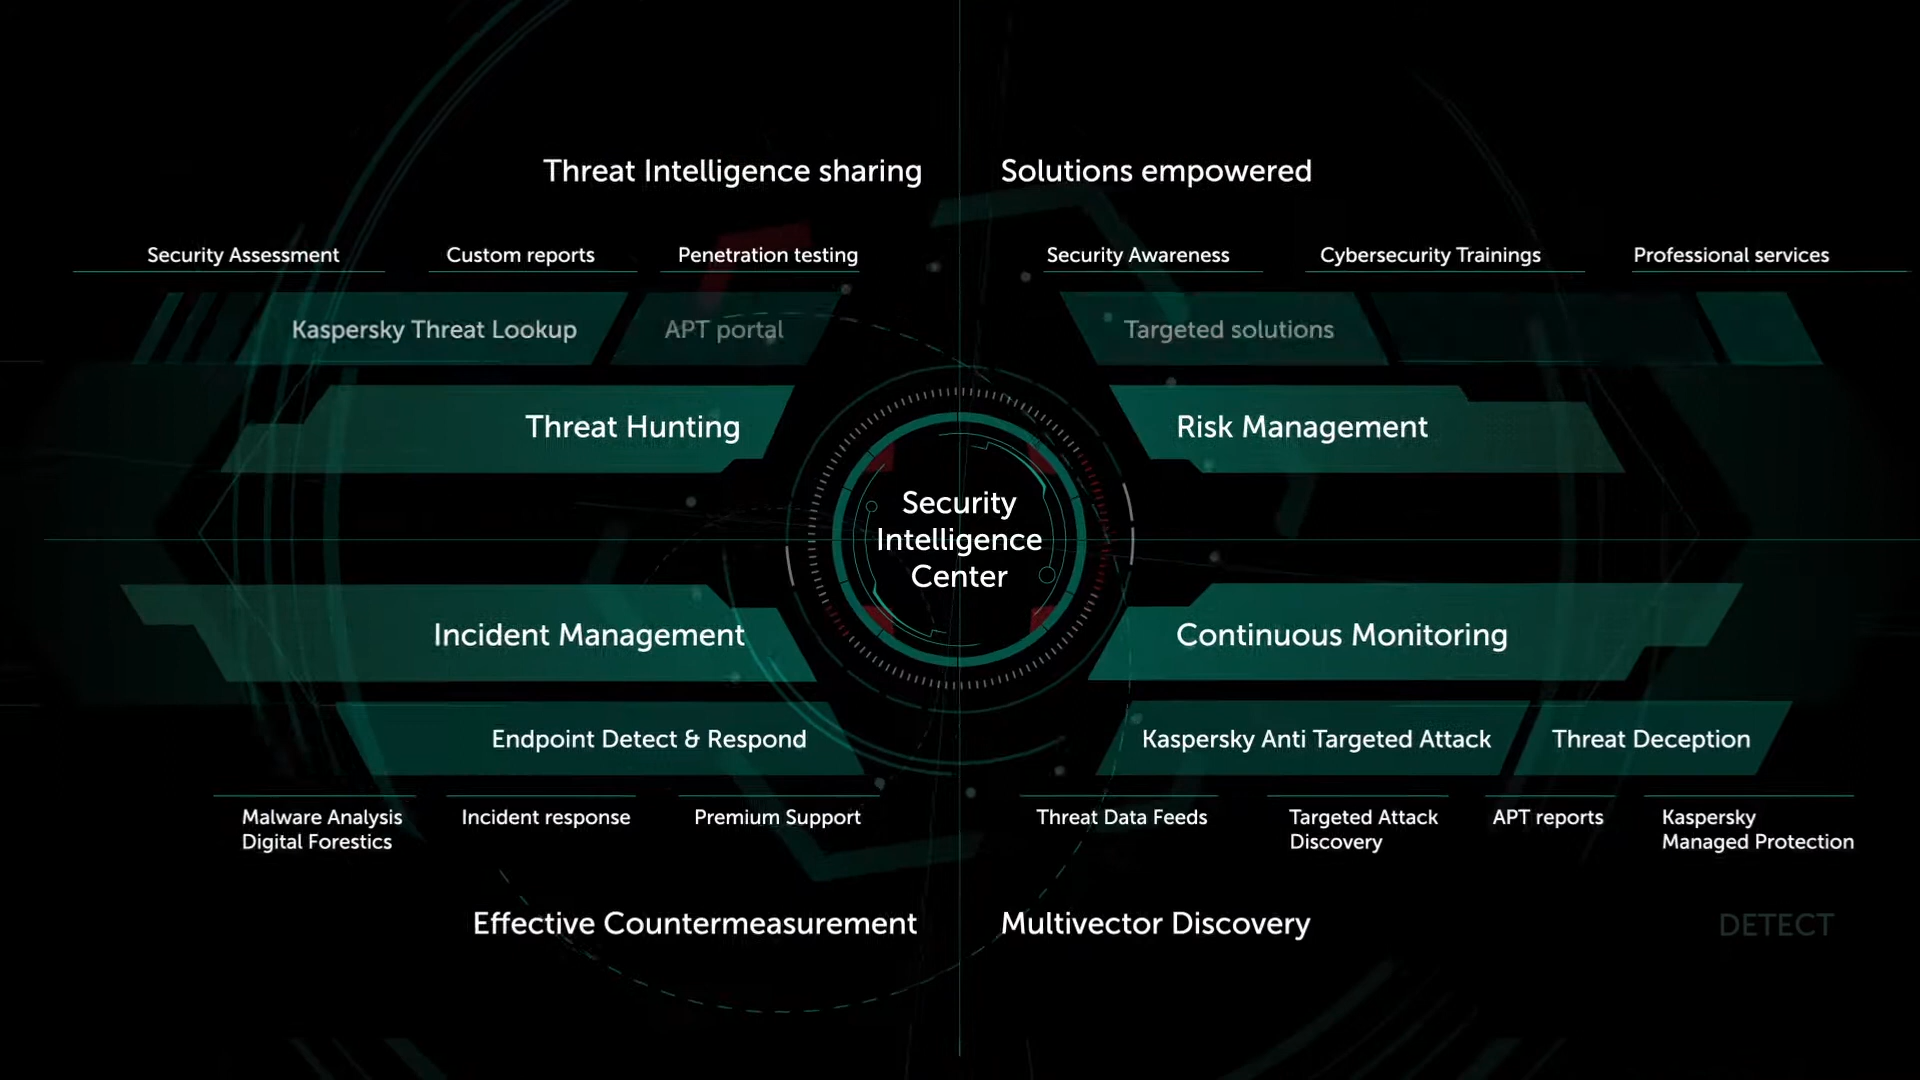 Threat Intelligence sharing
Solutions empowered
Security Assessment
Custom reports
Penetration testing
Security Awareness
Cybersecurity Trainings
Professional services
Kaspersky Threat Lookup
APT portal
Targeted solutions
Threat Hunting
Risk Management
Security
Intelligence
Center
Incident Management
Continuous Monitoring
Endpoint Detect & Respond
Kaspersky Anti Targeted Attack
Threat Deception
Malware Analysis
Digital Forestics
Incident response
Premium Support
Threat Data Feeds
Targeted Attack
Discovery
APT reports
Kaspersky
Managed Protection
Effective Countermeasurement
Multivector Discovery
DETECT